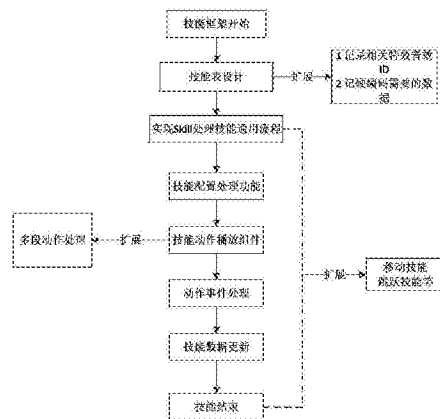 技能框架开始
技能表设计
扩展
1 记录相关特效音效
ID
2 记录编码需要的数
据
实现Skill处理技能通用流程
技能配置处理功能
多段动作处理
扩展
技能动作播放组件
动作事件处理
扩展
移动技能
跳跃技能等
技能数据更新
技能结束